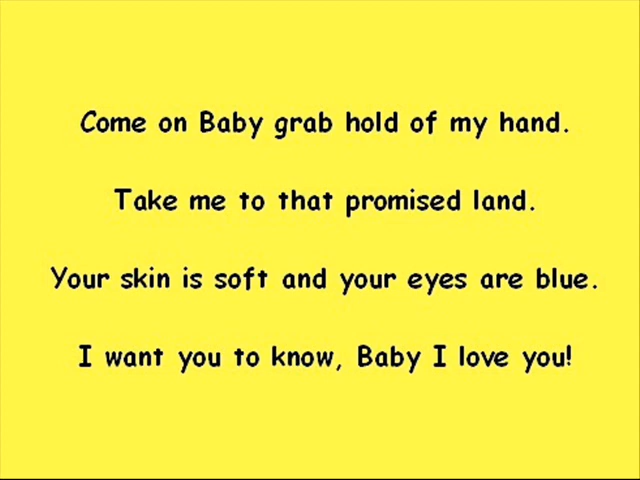 Come on Baby grab hold of my hand.
Take me to that promised land.
Your skin is soft and your eyes are blue.
I want you to know, Baby I love you!